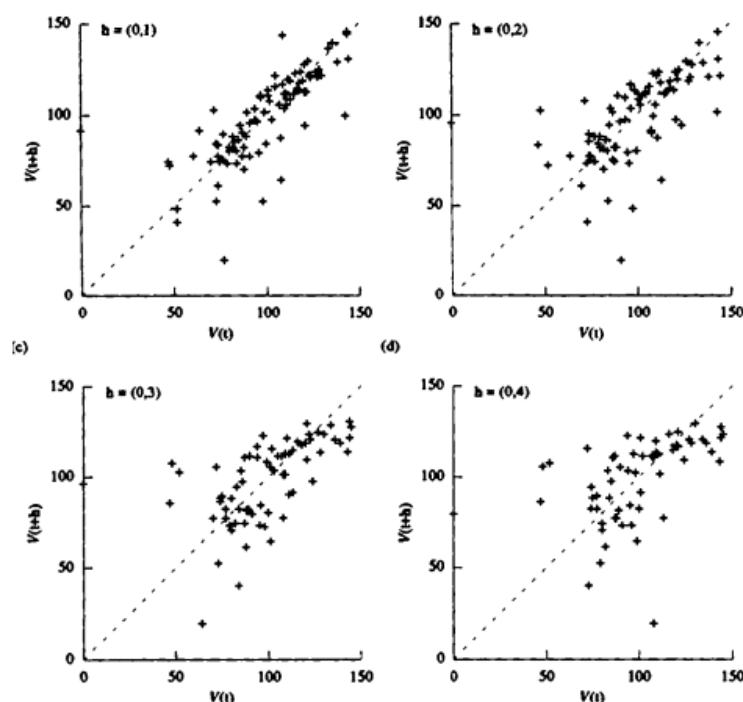 150
h = (0,1)
100
V(t+h)
50
0
0 50 100 150
V(t)
150
h = (0,2)
100
V(t+h)
50
0
0 50 100 150
V(t)
(c)
(d)
150
h = (0,3)
100
V(t+h)
50
0
0 50 100 150
V(t)
150
h = (0,4)
100
V(t+h)
50
0
0 50 100 150
V(t)